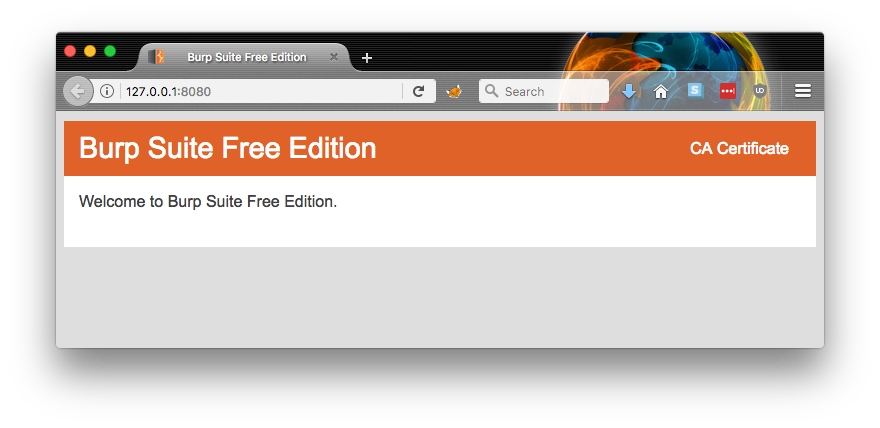 Burp Suite Free Edition
127.0.0.1:8080
Search
Burp Suite Free Edition
CA Certificate
Welcome to Burp Suite Free Edition.